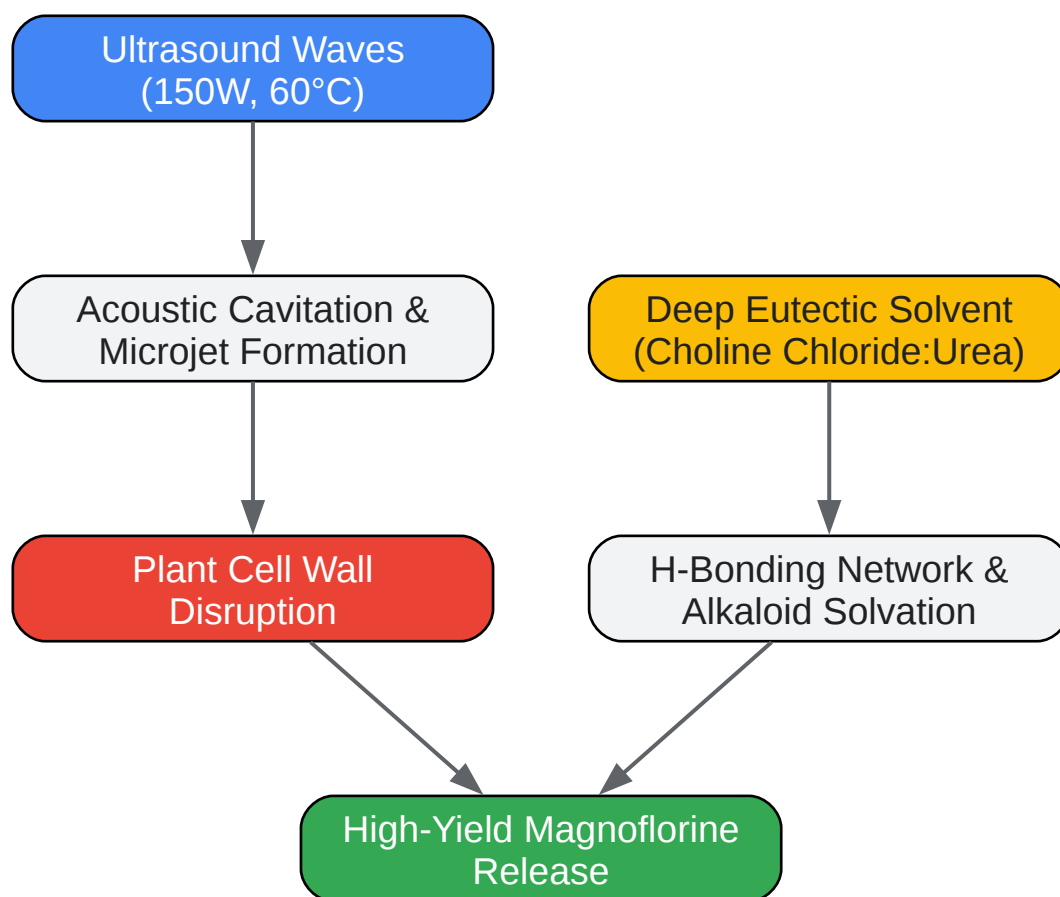 Ultrasound Waves
(150W, 60°C)
Acoustic Cavitation &
Microjet Formation
Deep Eutectic Solvent
(Choline Chloride:Urea)
Plant Cell Wall
Disruption
H-Bonding Network &
Alkaloid Solvation
High-Yield Magnoflorine
Release